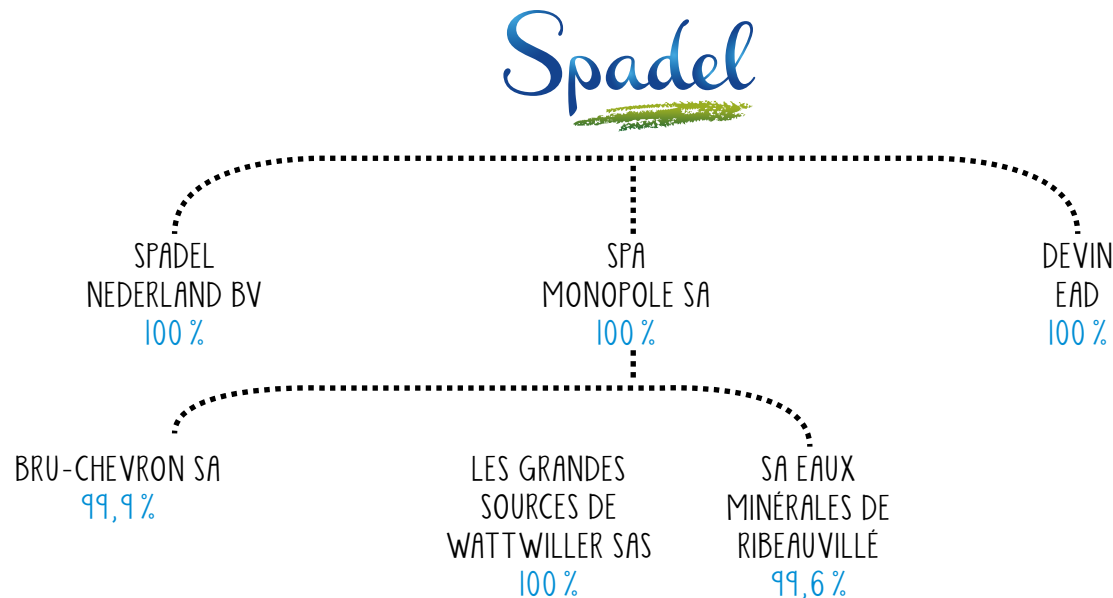 Spadel
SPADEL
NEDERLAND BV
100 %
SPA
MONOPOLE SA
100 %
DEVIN
EAD
100 %
BRU-CHEVRON SA
99,9 %
LES GRANDES
SOURCES DE
WATTWILLER SAS
100 %
SA EAUX
MINÉRALES DE
RIBEAUVILLÉ
99,6 %